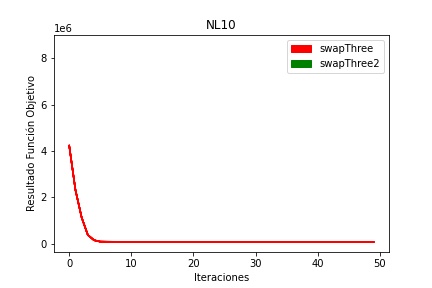 NL10
1e6
swapThree
swapThree2
8
6
4
2
0
Resultado Función Objetivo
0 10 20 30 40 50
Iteraciones